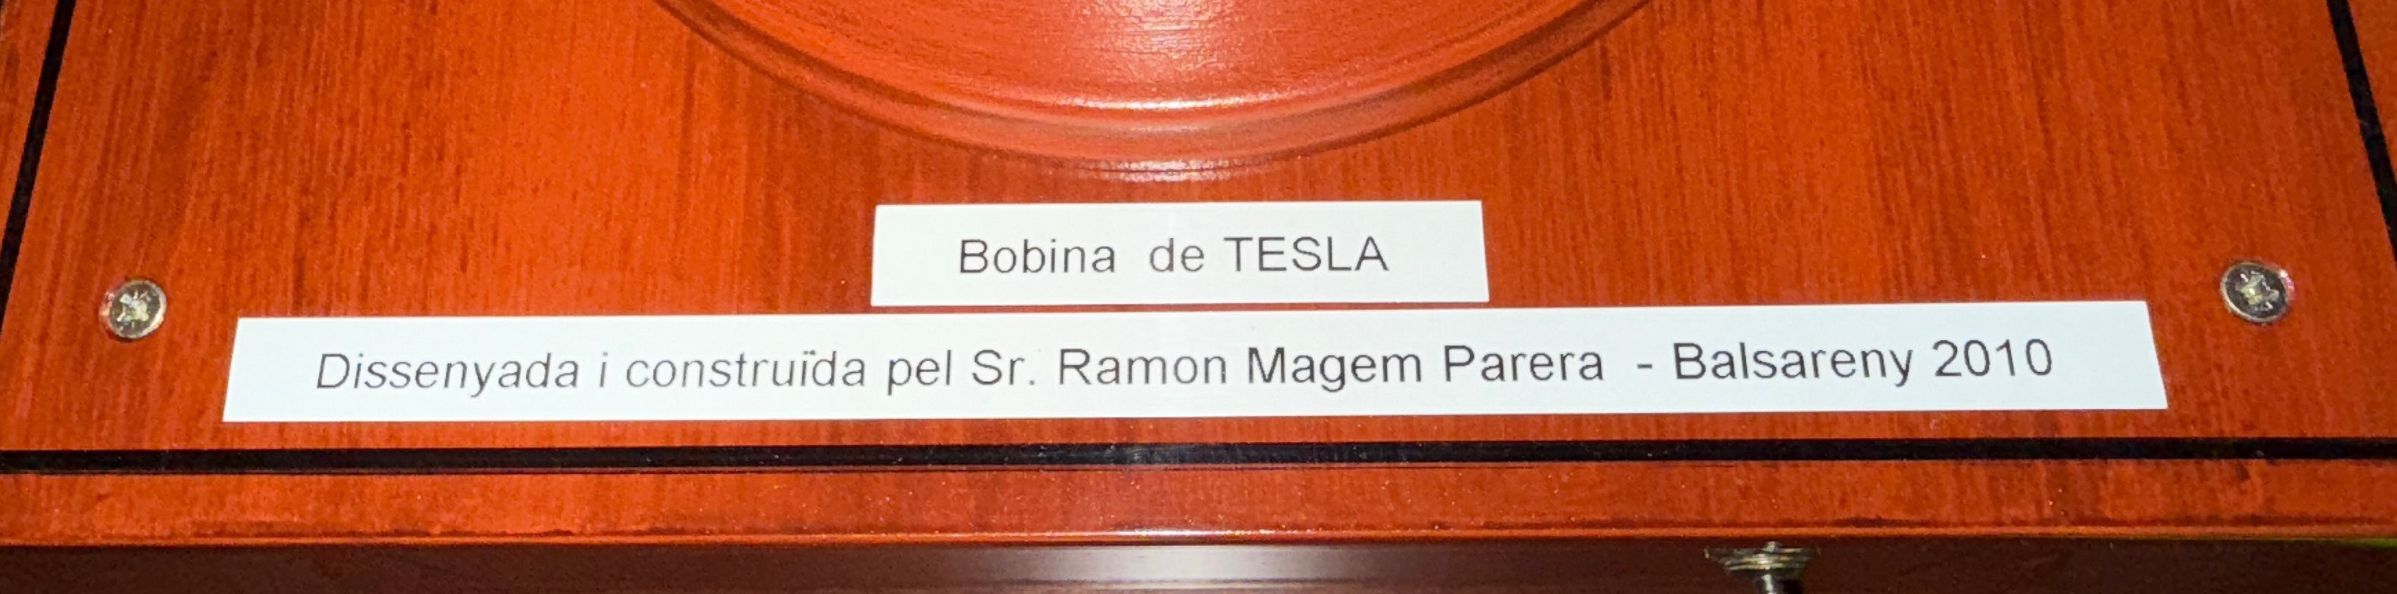 Bobina de TESLA
Dissenyada i construïda pel Sr. Ramon Magem Parera - Balsareny 2010